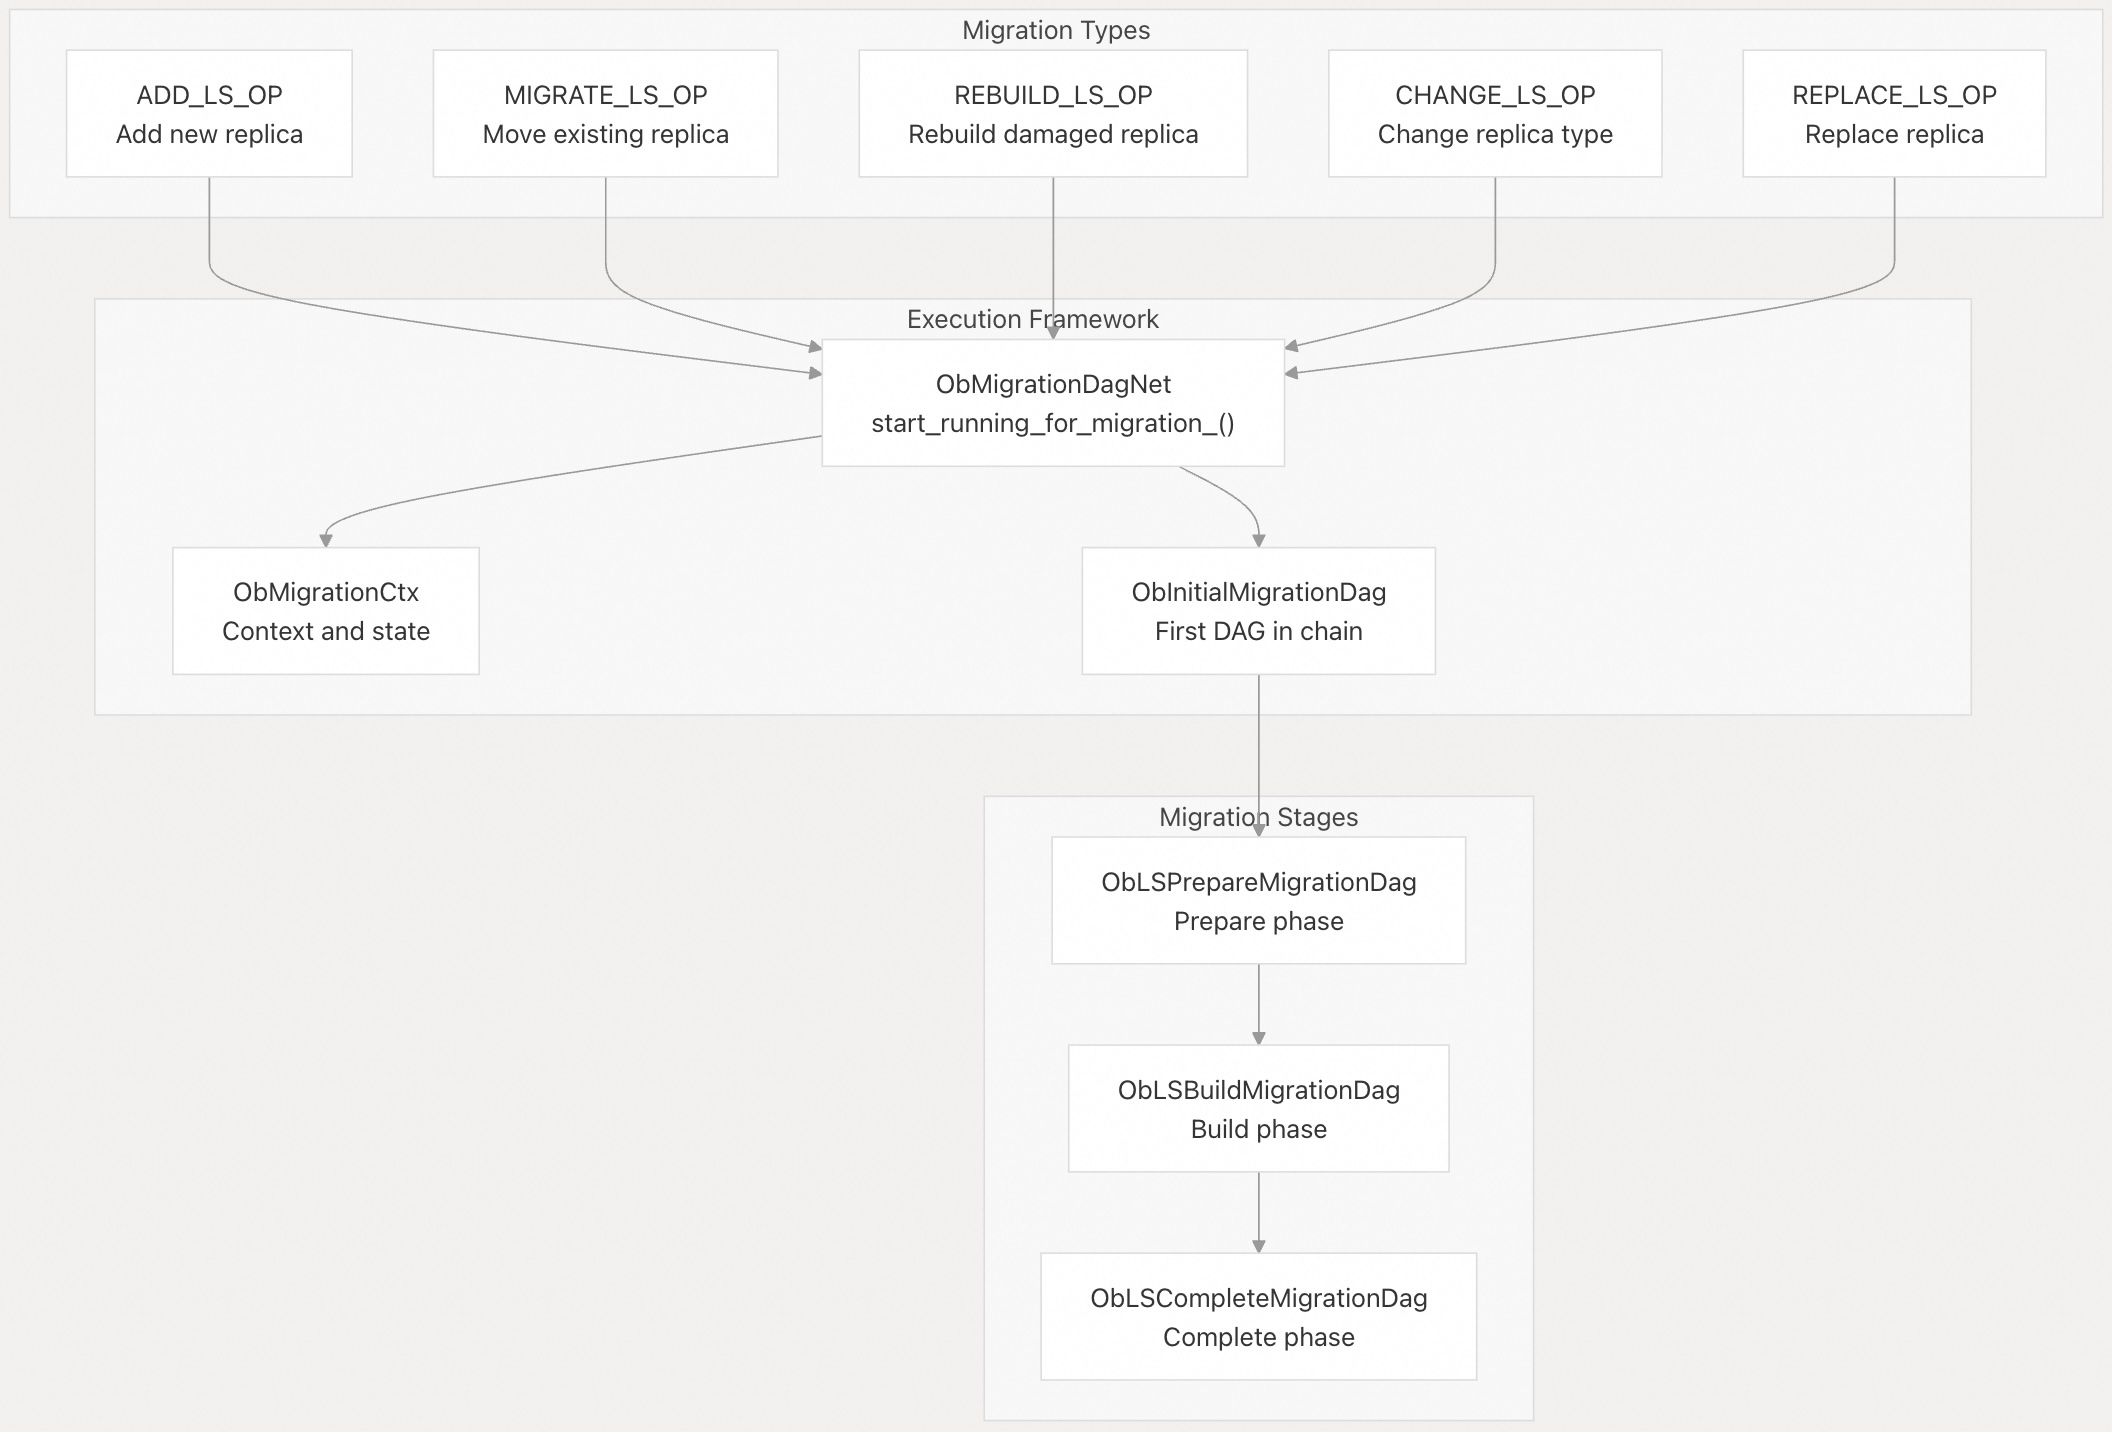 Migration Types
ADD_LS_OP
Add new replica
MIGRATE_LS_OP
Move existing replica
REBUILD_LS_OP
Rebuild damaged replica
CHANGE_LS_OP
Change replica type
REPLACE_LS_OP
Replace replica
Execution Framework
ObMigrationDagNet
start_running_for_migration_()
ObMigrationCtx
Context and state
ObInitialMigrationDag
First DAG in chain
Migration Stages
ObLSPrepareMigrationDag
Prepare phase
ObLSBuildMigrationDag
Build phase
ObLSCompleteMigrationDag
Complete phase